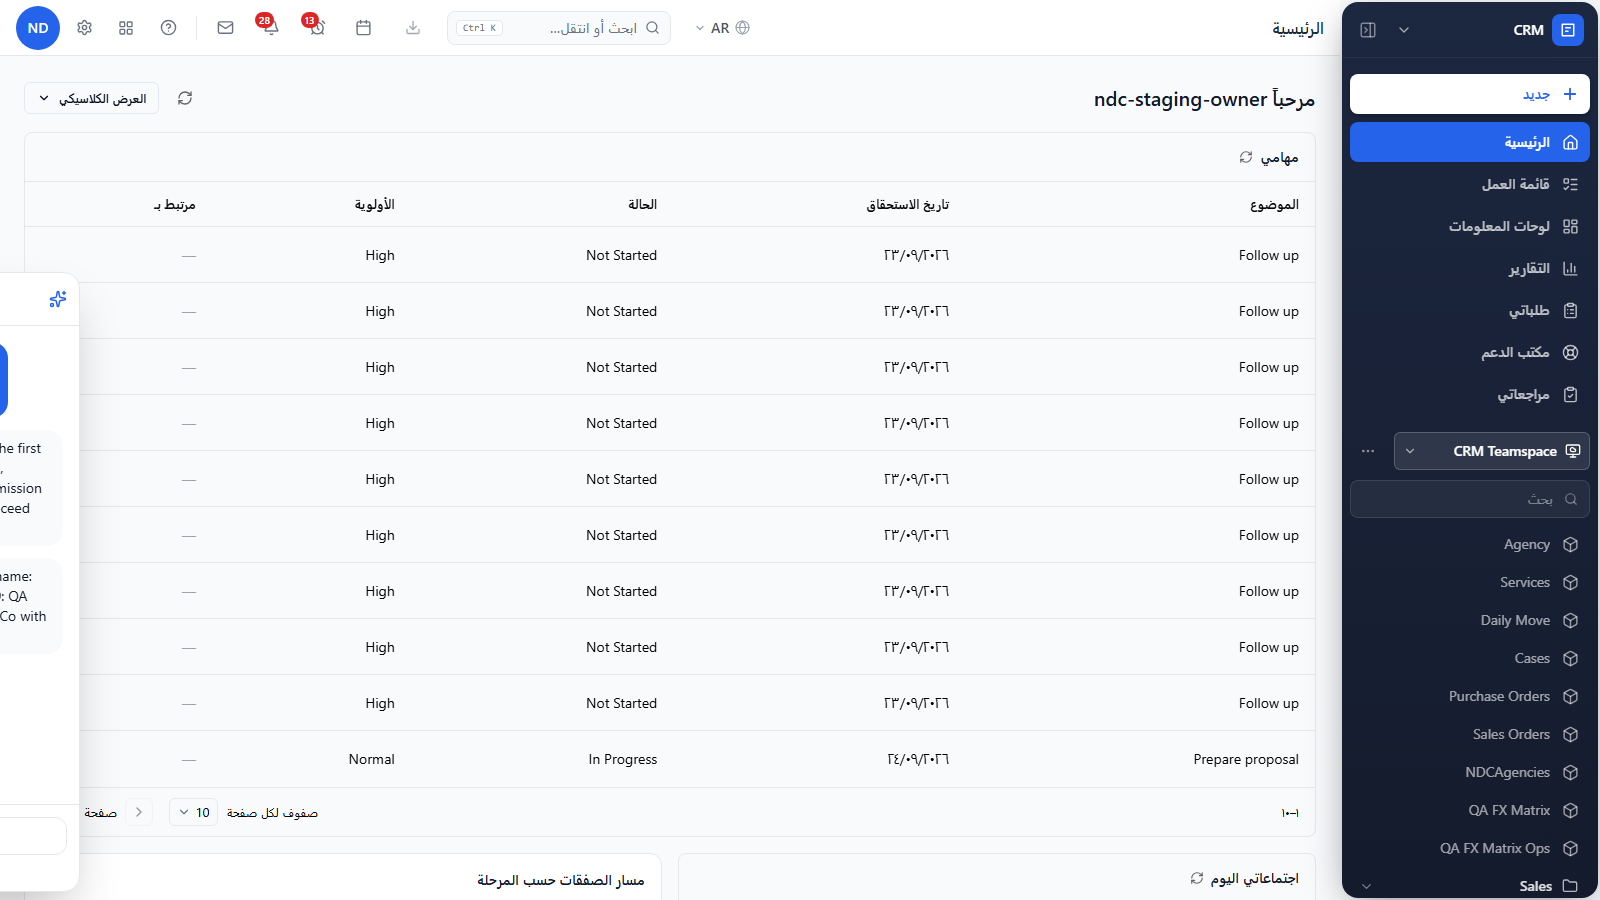 CRM
جديد
الرئيسية
قائمة العمل
لوحات المعلومات
التقارير
طلباتي
مكتب الدعم
مراجعاتي
CRM Teamspace
بحث
Agency
Services
Daily Move
Cases
Purchase Orders
Sales Orders
NDCAgencies
QA FX Matrix
QA FX Matrix Ops
Sales
الرئيسية
AR
ابحث أو انتقل...
Ctrl K
13
28
ND
مرحباً ndc-staging-owner
العرض الكلاسيكي
مهامي
الموضوع تاريخ الاستحقاق الحالة الأولوية مرتبط بـ
Follow up ٢٣/٠٩/٢٠٢٦ Not Started High —
Follow up ٢٣/٠٩/٢٠٢٦ Not Started High —
Follow up ٢٣/٠٩/٢٠٢٦ Not Started High —
Follow up ٢٣/٠٩/٢٠٢٦ Not Started High —
Follow up ٢٣/٠٩/٢٠٢٦ Not Started High —
Follow up ٢٣/٠٩/٢٠٢٦ Not Started High —
Follow up ٢٣/٠٩/٢٠٢٦ Not Started High —
Follow up ٢٣/٠٩/٢٠٢٦ Not Started High —
Follow up ٢٣/٠٩/٢٠٢٦ Not Started High —
Prepare proposal ٢٤/٠٩/٢٠٢٦ In Progress Normal —
١–١٠
صفوف لكل صفحة 10 صفحة
اجتماعاتي اليوم
مسار الصفقات حسب المرحلة
first
QA
Co with